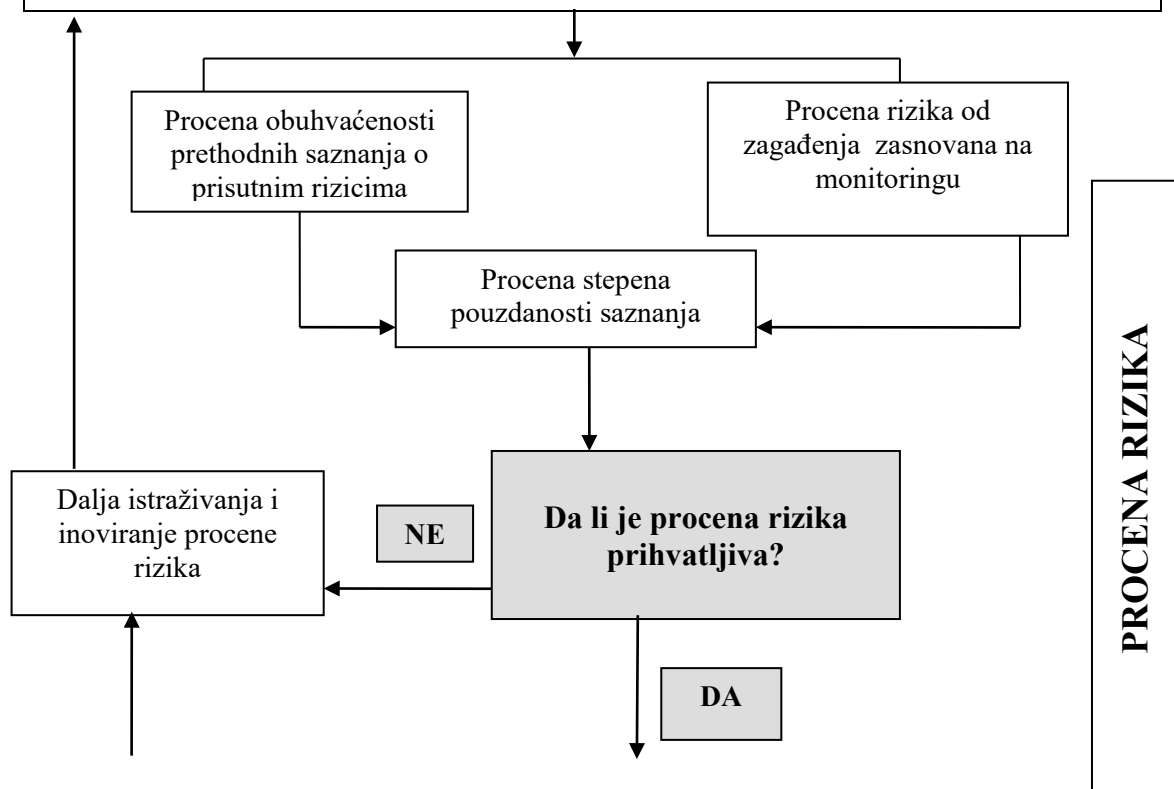 Procena obuhvaćenosti
prethodnih saznanja o
prisutnim rizicima
Procena rizika od
zagađenja zasnovana na
monitoringu
Procena stepena
pouzdanosti saznanja
Dalja istraživanja i
inoviranje procene
rizika
NE
Da li je procena rizika
prihvatljiva?
DA
PROCENA RIZIKA